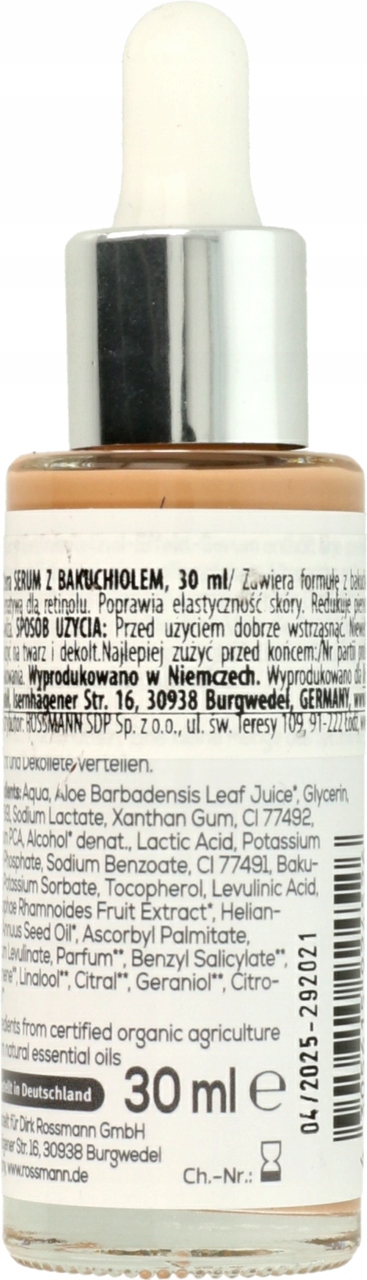 SERUM Z BAKUCHIOLEM, 30 ml/ Zawiera formułę z
dla retinolu. Poprawia elastyczność skóry. Redukuje
SPOSÓB UŻYCIA: Przed użyciem dobrze wstrząsnąć.
na twarz i dekolt.Najlepiej zużyć przed końcem:/Nr partii
Wyprodukowano w Niemczech. Wyprodukowano dla
Isernhägener Str. 16, 30938 Burgwedel, GERMANY,
ROSSMANN SDP Sp. z o.o., ul. św. Teresy 109, 91-222 Łódź
und Dekolleté verteilen.
Aqua, Aloe Barbadensis Leaf Juice*, Glycerin,
Sodium Lactate, Xanthan Gum, CI 77492,
PCA, Alcohol* denat., Lactic Acid, Potassium
Phosphate, Sodium Benzoate, CI 77491, Baku-
Potassium Sorbate, Tocopherol, Levulinic Acid,
Rhamnoides Fruit Extract*, Helian-
Annuus Seed Oil*, Ascorbyl Palmitate,
Levulinate, Parfum**, Benzyl Salicylate**,
Linalool**, Citral**, Geraniol**, Citro-
from certified organic agriculture
natural essential oils
in Deutschland
30 ml e
für Dirk Rossmann GmbH
Str. 16, 30938 Burgwedel
www.rossmann.de
Ch.-Nr.:
04/2025-292021